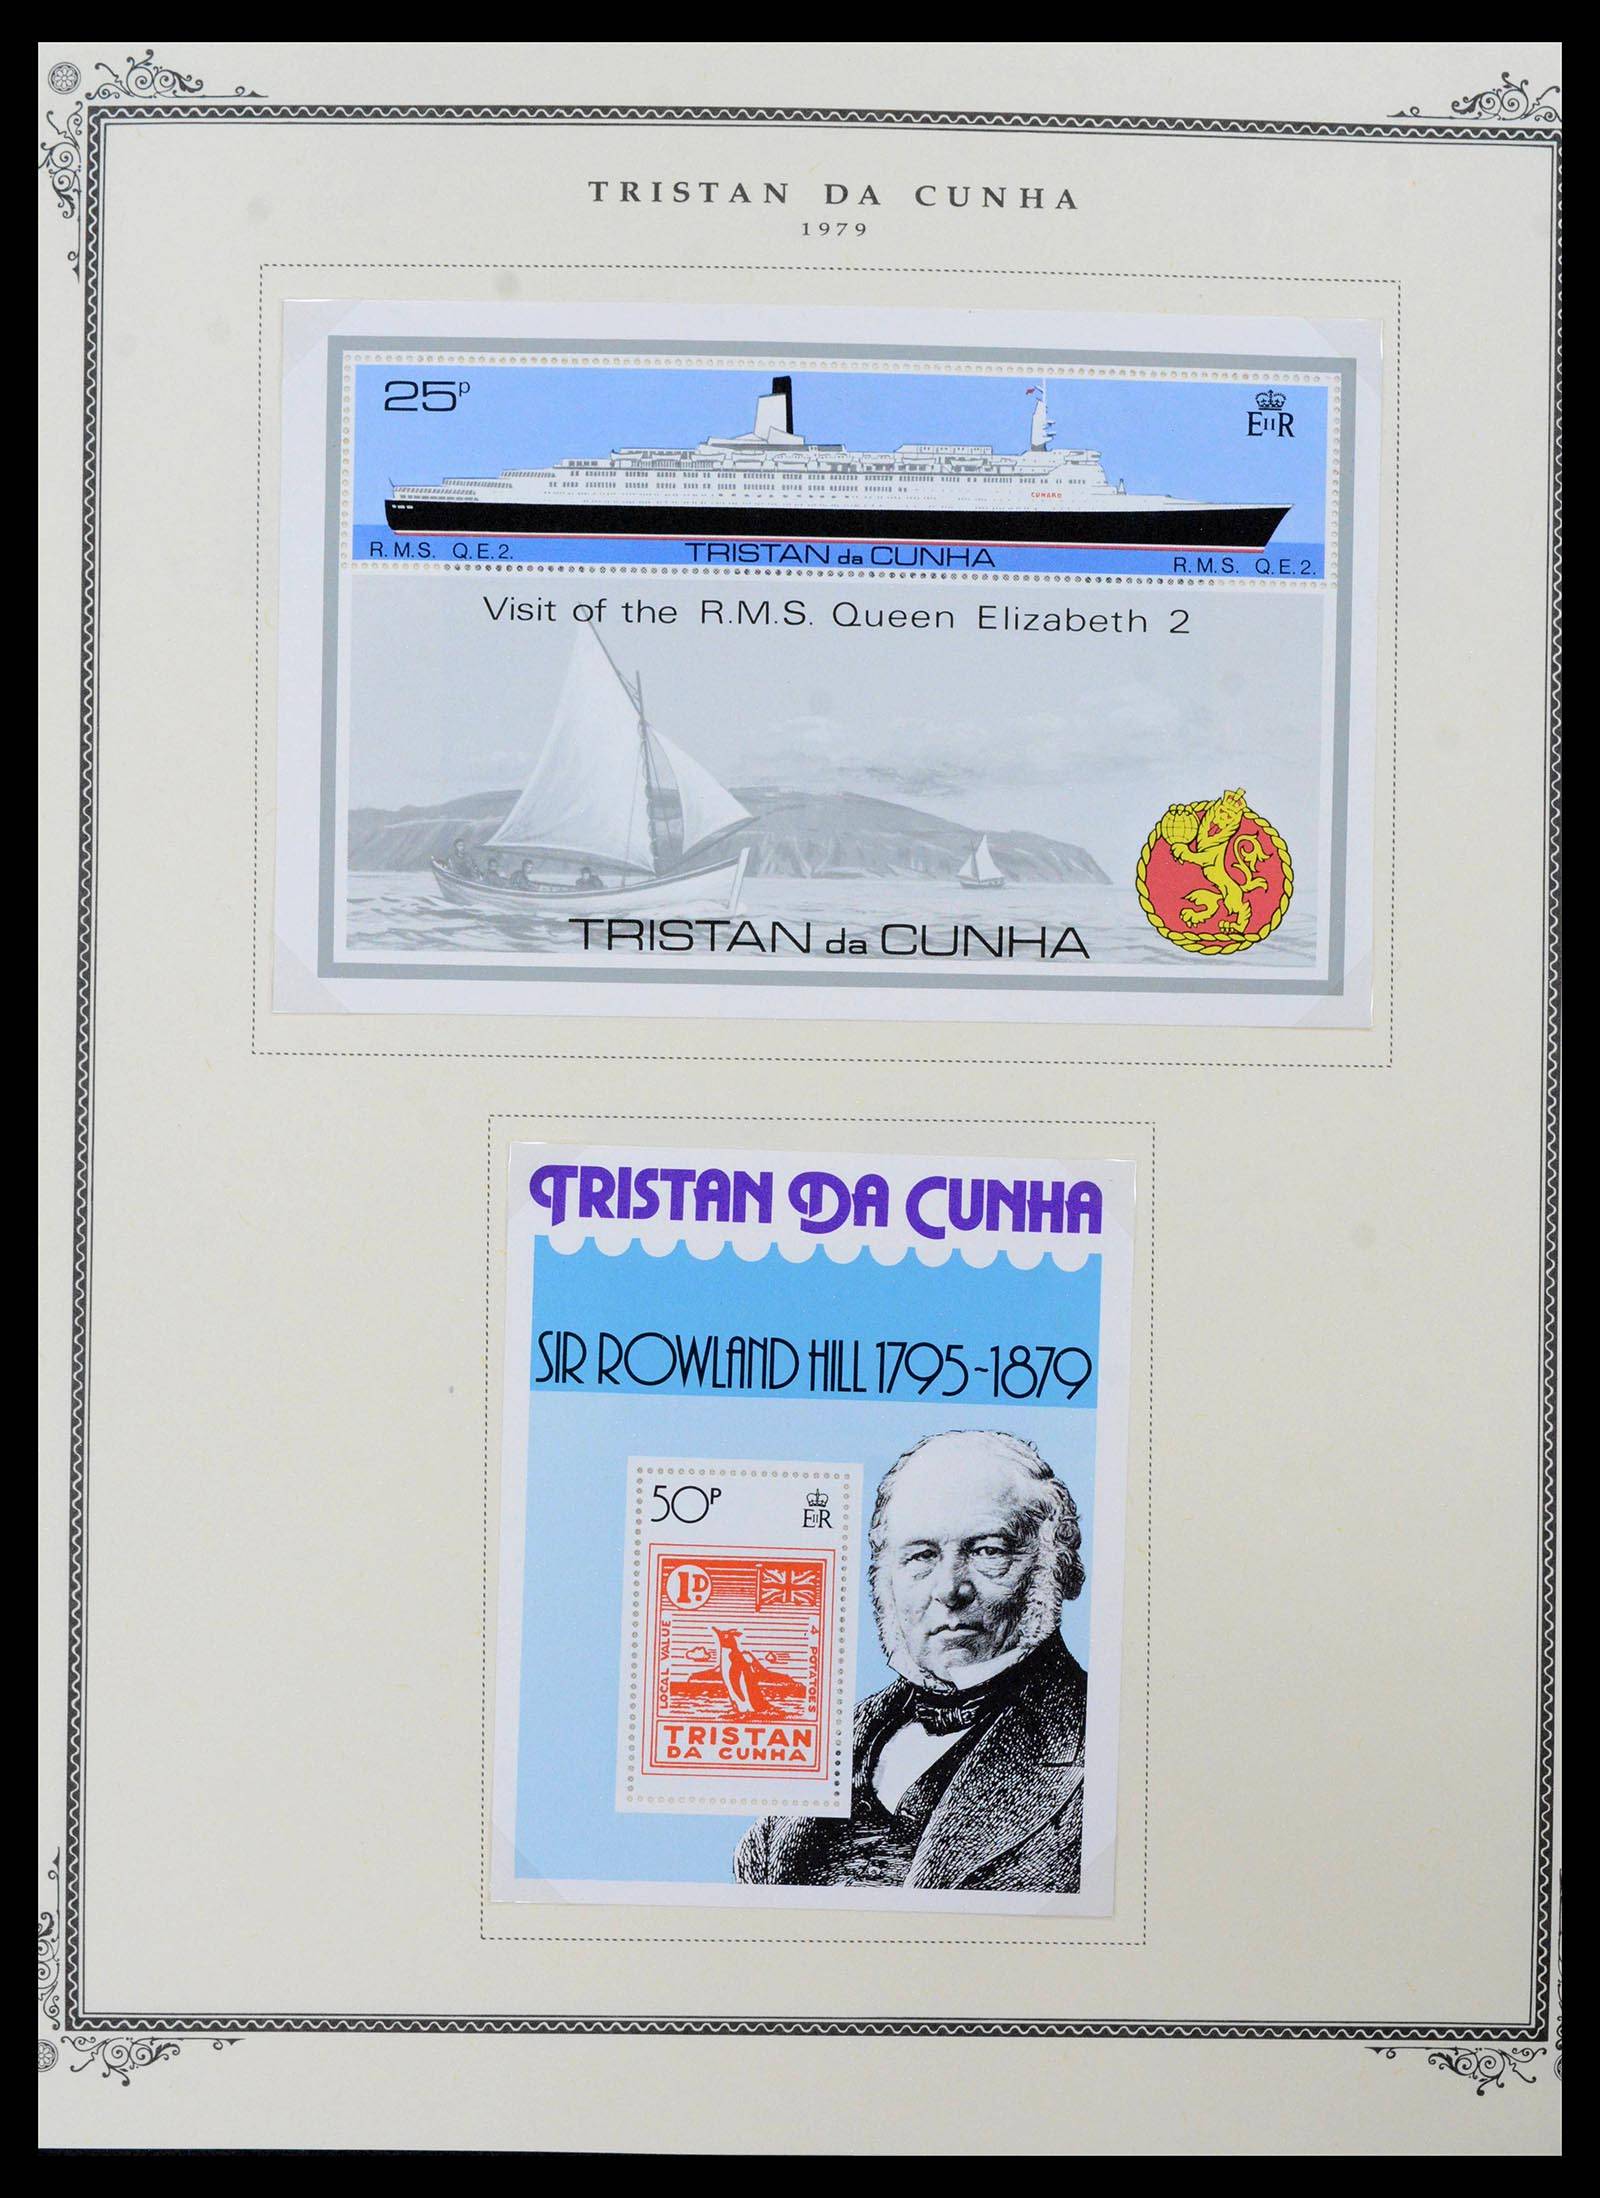 TRISTAN DA CUNHA
1979
25P
EIIR
CUNARD
R.M.S. Q.E.2.
TRISTAN da CUNHA
R.M.S. Q.E.2.
Visit of the R.M.S. Queen Elizabeth 2
TRISTAN da CUNHA
TRISTAN DA CUNHA
SIR ROWLAND HILL 1795-1879
50P
EIIR
1D.
LOCAL VALUE
4 POTATOES
TRISTAN
DA CUNHA